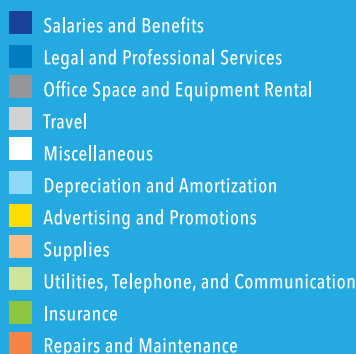 Salaries and Benefits
Legal and Professional Services
Office Space and Equipment Rental
Travel
Miscellaneous
Depreciation and Amortization
Advertising and Promotions
Supplies
Utilities, Telephone, and Communication
Insurance
Repairs and Maintenance